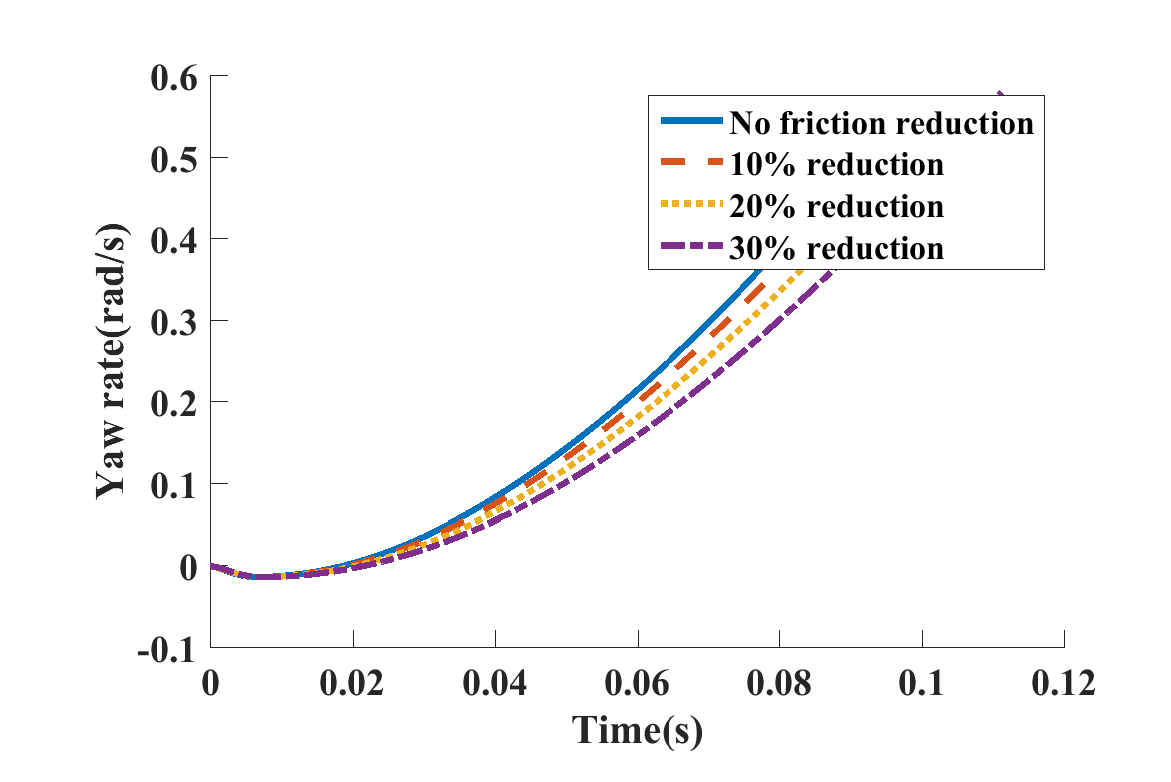 0.6
0.5
0.4
0.3
0.2
0.1
0
-0.1
Yaw rate(rad/s)
No friction reduction
10% reduction
20% reduction
30% reduction
0 0.02 0.04 0.06 0.08 0.1 0.12
Time(s)